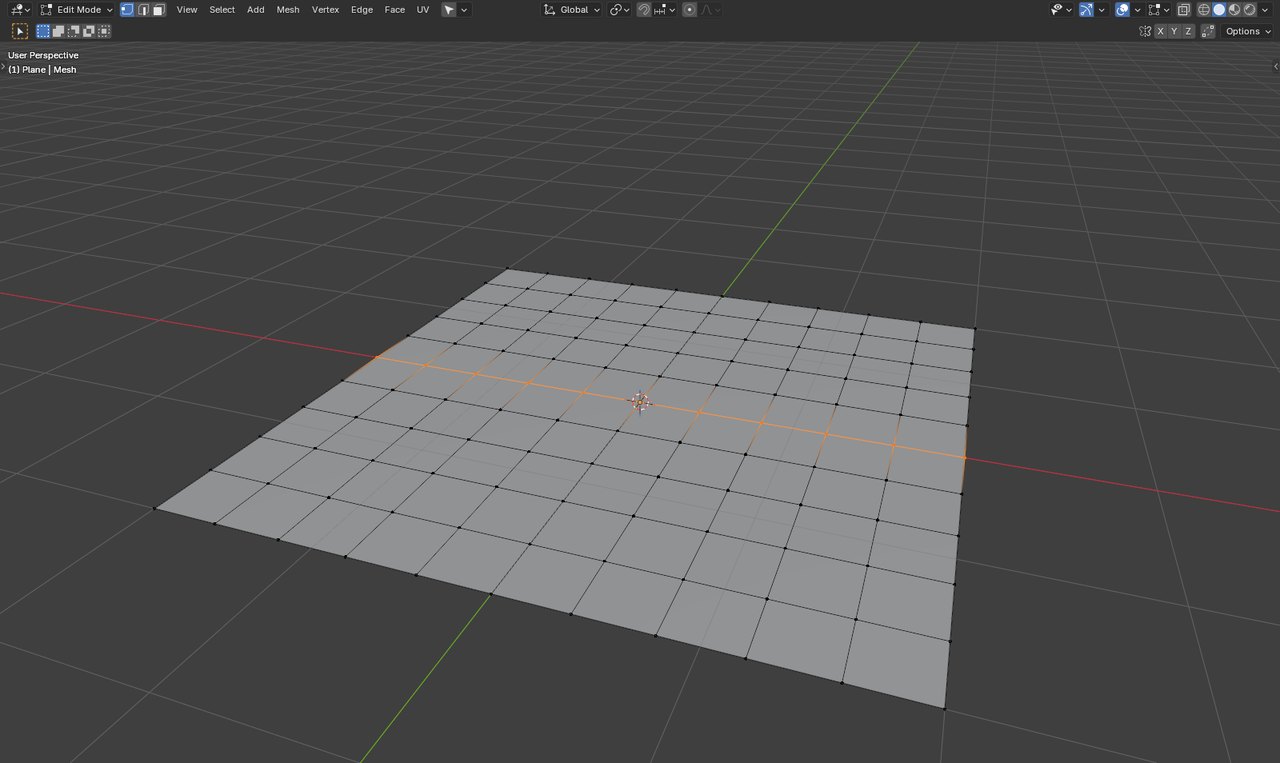 Edit Mode View Select Add Mesh Vertex Edge Face UV Global
X Y Z Options
User Perspective
(1) Plane | Mesh